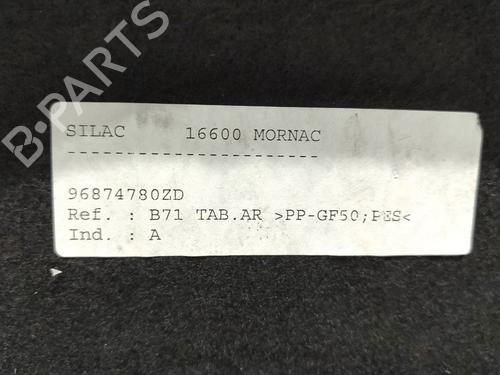 SILAC 16600 MORNAC
---------------------
96874780ZD
Ref. : B71 TAB.AR >PP-GF50;PES<
Ind. : A
B-PARTS